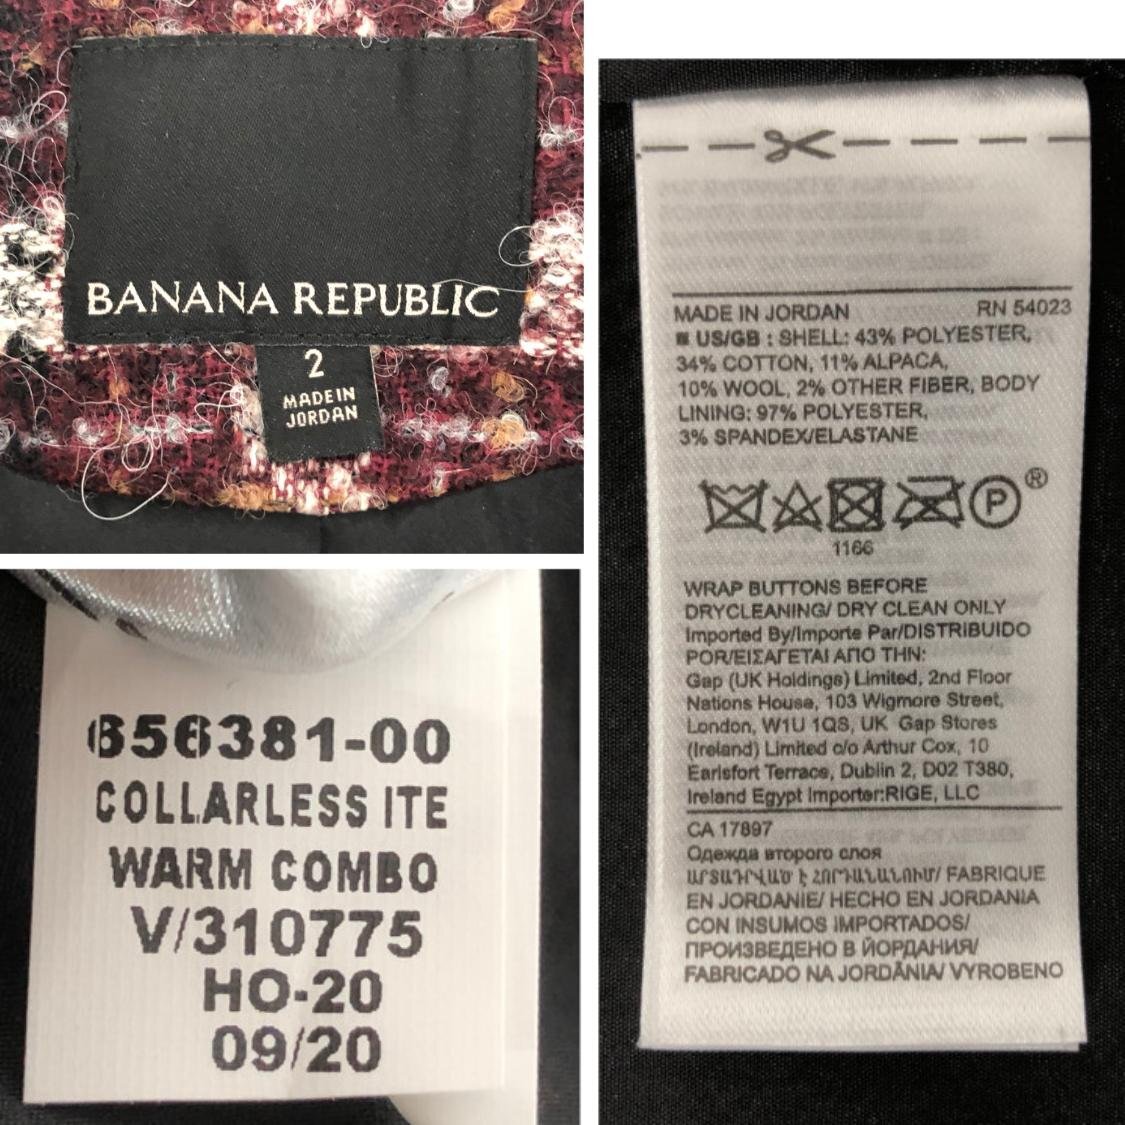 BANANA REPUBLIC
2
MADE IN
JORDAN
656381-00
COLLARLESS ITE
WARM COMBO
V/310775
HO-20
09/20
MADE IN JORDAN RN 54023
■ US/GB : SHELL: 43% POLYESTER,
34% COTTON, 11% ALPACA,
10% WOOL, 2% OTHER FIBER, BODY
LINING: 97% POLYESTER,
3% SPANDEX/ELASTANE
P ®
1166
WRAP BUTTONS BEFORE
DRYCLEANING/ DRY CLEAN ONLY
Imported By/Importe Par/DISTRIBUIDO
POR/ΕΙΣΑΓΕΤΑΙ ΑΠΟ ΤΗΝ:
Gap (UK Holdings) Limited, 2nd Floor
Nations House, 103 Wigmore Street,
London, W1U 1QS, UK Gap Stores
(Ireland) Limited c/o Arthur Cox, 10
Earlsfort Terrace, Dublin 2, D02 T380,
Ireland Egypt Importer:RIGE, LLC
CA 17897
Одежда второго слоя
ԱՐՏԱԴՐՎԱԾ Է ՀՈՐԴԱՆԱՆՈՒՄ/ FABRIQUE
EN JORDANIE/ HECHO EN JORDANIA
CON INSUMOS IMPORTADOS/
ПРОИЗВЕДЕНО В ЙОРДАНИЯ/
FABRICADO NA JORDÂNIA/ VYROBENO